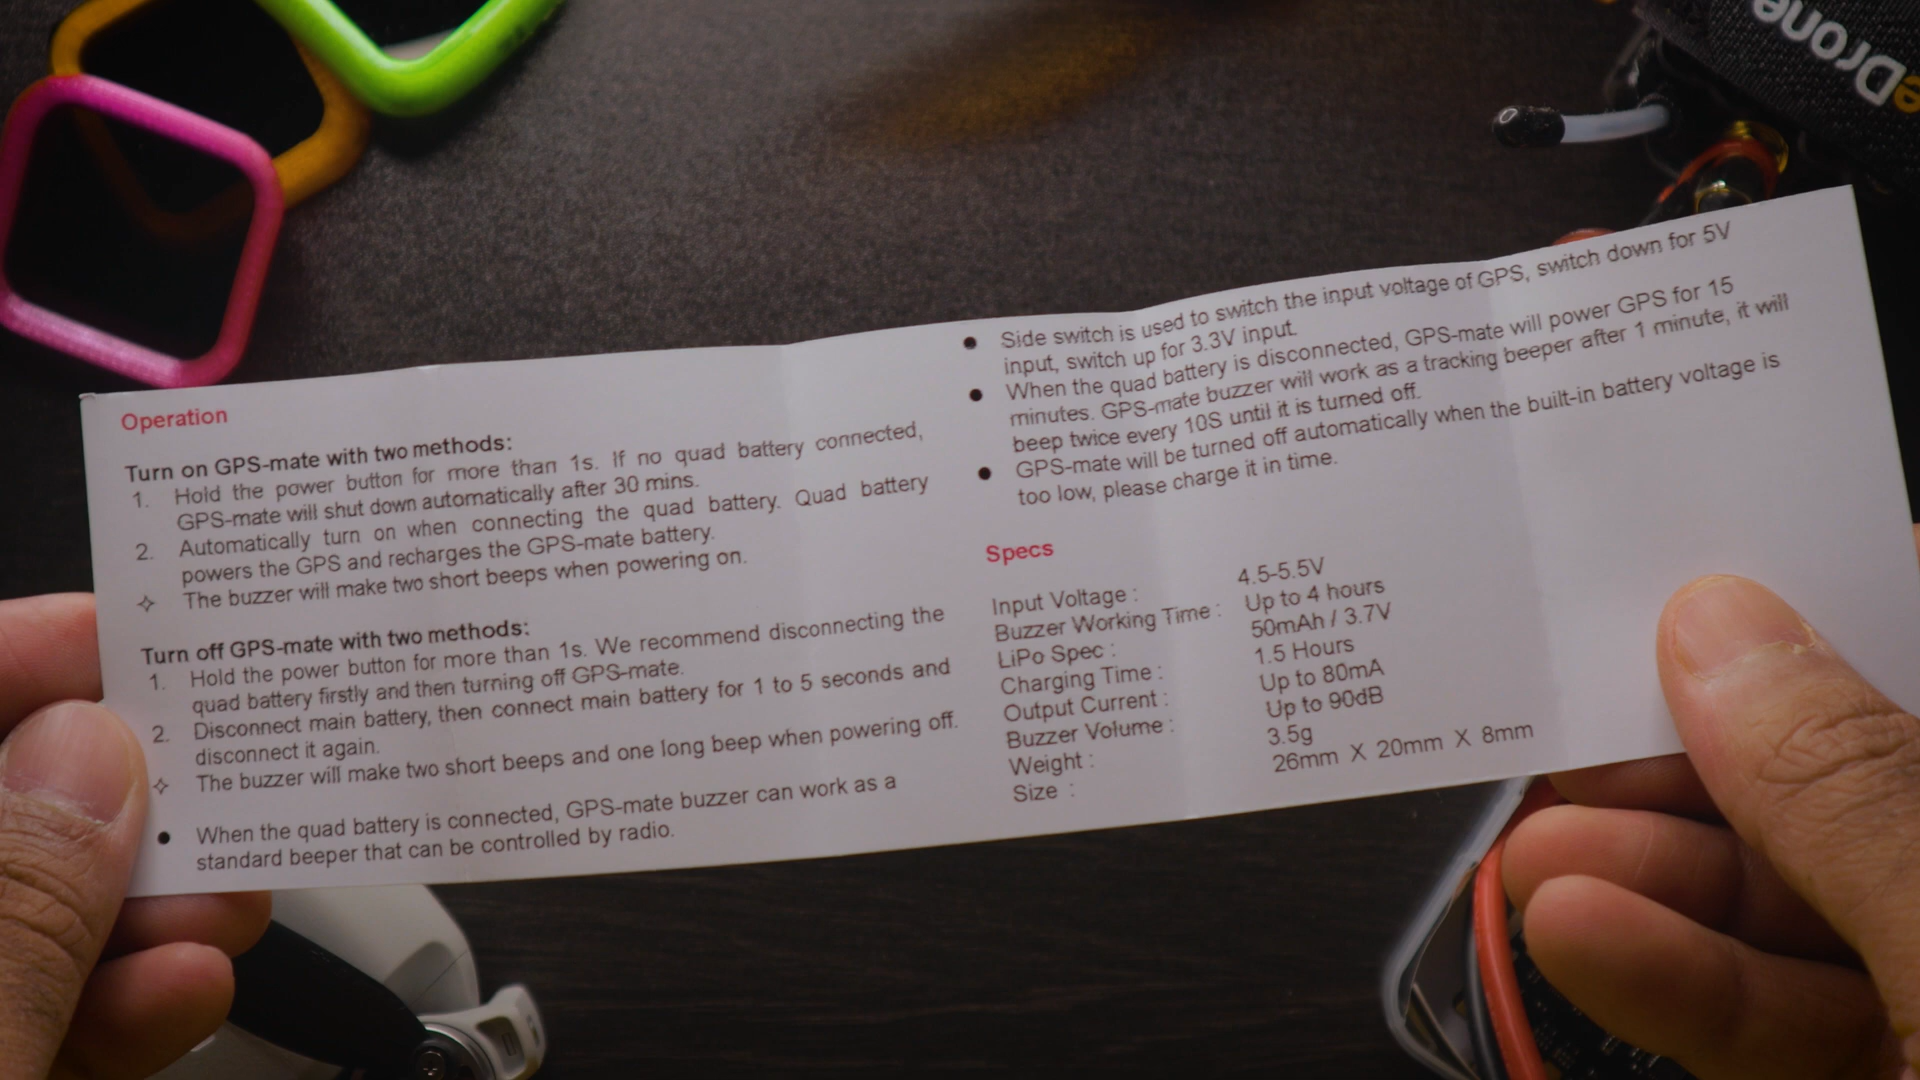 eDrone
Operation
Turn on GPS-mate with two methods:
1. Hold the power button for more than 1s. If no quad battery connected,
GPS-mate will shut down automatically after 30 mins.
2. Automatically turn on when connecting the quad battery. Quad battery
powers the GPS and recharges the GPS-mate battery.
✧ The buzzer will make two short beeps when powering on.
Turn off GPS-mate with two methods:
1. Hold the power button for more than 1s. We recommend disconnecting the
quad battery firstly and then turning off GPS-mate.
2. Disconnect main battery, then connect main battery for 1 to 5 seconds and
disconnect it again.
✧ The buzzer will make two short beeps and one long beep when powering off.
● When the quad battery is connected, GPS-mate buzzer can work as a
standard beeper that can be controlled by radio.
● Side switch is used to switch the input voltage of GPS, switch down for 5V
input, switch up for 3.3V input.
● When the quad battery is disconnected, GPS-mate will power GPS for 15
minutes. GPS-mate buzzer will work as a tracking beeper after 1 minute, it will
beep twice every 10S until it is turned off.
● GPS-mate will be turned off automatically when the built-in battery voltage is
too low, please charge it in time.
Specs
Input Voltage : 4.5-5.5V
Buzzer Working Time : Up to 4 hours
LiPo Spec : 50mAh / 3.7V
Charging Time : 1.5 Hours
Output Current : Up to 80mA
Buzzer Volume : Up to 90dB
Weight : 3.5g
Size : 26mm X 20mm X 8mm